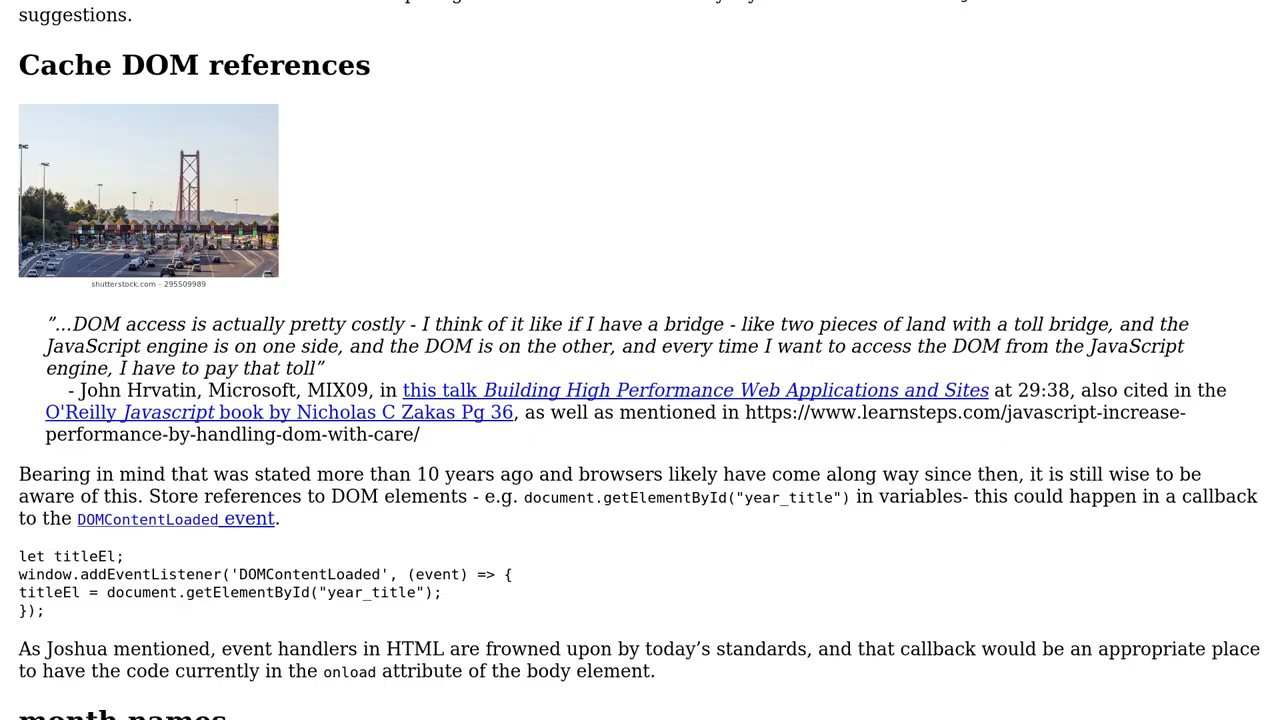 suggestions.
Cache DOM references
shutterstock.com · 295509989
”...DOM access is actually pretty costly - I think of it like if I have a bridge - like two pieces of land with a toll bridge, and the
JavaScript engine is on one side, and the DOM is on the other, and every time I want to access the DOM from the JavaScript
engine, I have to pay that toll”
- John Hrvatin, Microsoft, MIX09, in this talk Building High Performance Web Applications and Sites at 29:38, also cited in the
O'Reilly Javascript book by Nicholas C Zakas Pg 36, as well as mentioned in https://www.learnsteps.com/javascript-increase-
performance-by-handling-dom-with-care/
Bearing in mind that was stated more than 10 years ago and browsers likely have come along way since then, it is still wise to be
aware of this. Store references to DOM elements - e.g. document.getElementById("year_title") in variables- this could happen in a callback
to the DOMContentLoaded event.
let titleEl;
window.addEventListener('DOMContentLoaded', (event) => {
titleEl = document.getElementById("year_title");
});
As Joshua mentioned, event handlers in HTML are frowned upon by today’s standards, and that callback would be an appropriate place
to have the code currently in the onload attribute of the body element.
month names